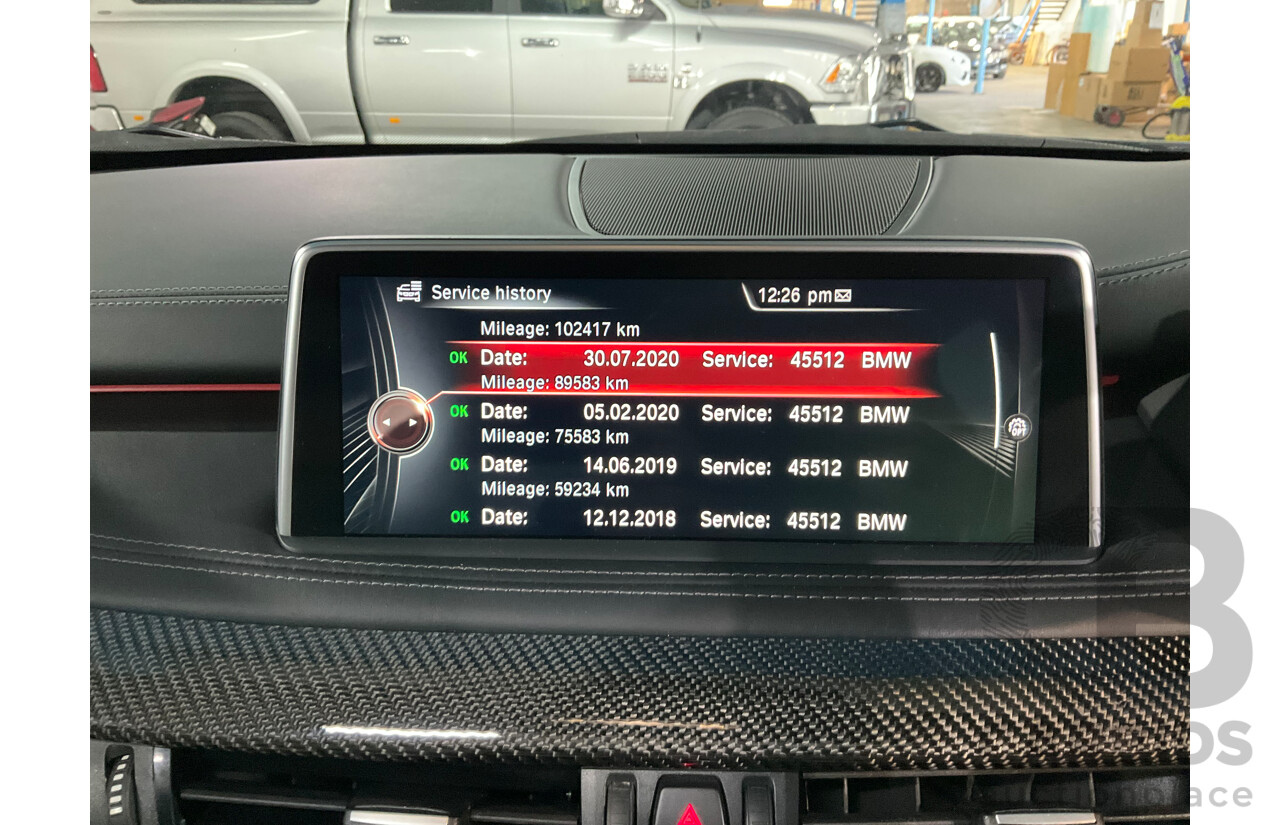 Service history
12:26 pm
Mileage: 102417 km
OK Date: 30.07.2020 Service: 45512 BMW
Mileage: 89583 km
OK Date: 05.02.2020 Service: 45512 BMW
Mileage: 75583 km
OK Date: 14.06.2019 Service: 45512 BMW
Mileage: 59234 km
OK Date: 12.12.2018 Service: 45512 BMW
OFF